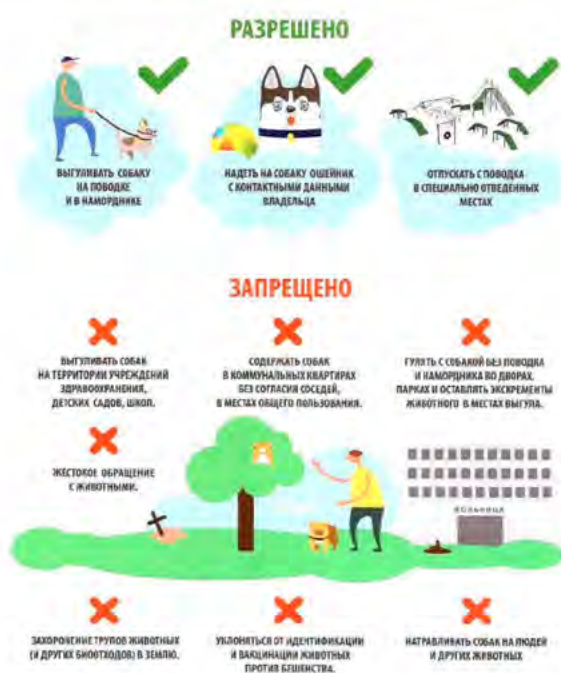 РАЗРЕШЕНО
ВЫГУЛИВАТЬ СОБАКУ
НА ПОВОДКЕ
И В НАМОРДНИКЕ
НАДЕТЬ НА СОБАКУ ОШЕЙНИК
С КОНТАКТНЫМИ ДАННЫМИ
ВЛАДЕЛЬЦА
ОТПУСКАТЬ С ПОВОДКА
В СПЕЦИАЛЬНО ОТВЕДЕННЫХ
МЕСТАХ
ЗАПРЕЩЕНО
ВЫГУЛИВАТЬ СОБАК
НА ТЕРРИТОРИИ УЧРЕЖДЕНИЙ
ЗДРАВООХРАНЕНИЯ,
ДЕТСКИХ САДОВ, ШКОЛ.
СОДЕРЖАТЬ СОБАК
В КОММУНАЛЬНЫХ КВАРТИРАХ
БЕЗ СОГЛАСИЯ СОСЕДЕЙ,
В МЕСТАХ ОБЩЕГО ПОЛЬЗОВАНИЯ.
ГУЛЯТЬ С СОБАКОЙ БЕЗ ПОВОДКА
И НАМОРДНИКА ВО ДВОРАХ,
ПАРКАХ И ОСТАВЛЯТЬ ЭКСКРЕМЕНТЫ
ЖИВОТНОГО В МЕСТАХ ВЫГУЛА.
ЖЕСТОКОЕ ОБРАЩЕНИЕ
С ЖИВОТНЫМИ.
БОЛЬНИЦА
ЗАХОРОНЕНИЕ ТРУПОВ ЖИВОТНЫХ
(И ДРУГИХ БИООТХОДОВ) В ЗЕМЛЮ.
УКЛОНЯТЬСЯ ОТ ИДЕНТИФИКАЦИИ
И ВАКЦИНАЦИИ ЖИВОТНЫХ
ПРОТИВ БЕШЕНСТВА.
НАТРАВЛИВАТЬ СОБАК НА ЛЮДЕЙ
И ДРУГИХ ЖИВОТНЫХ